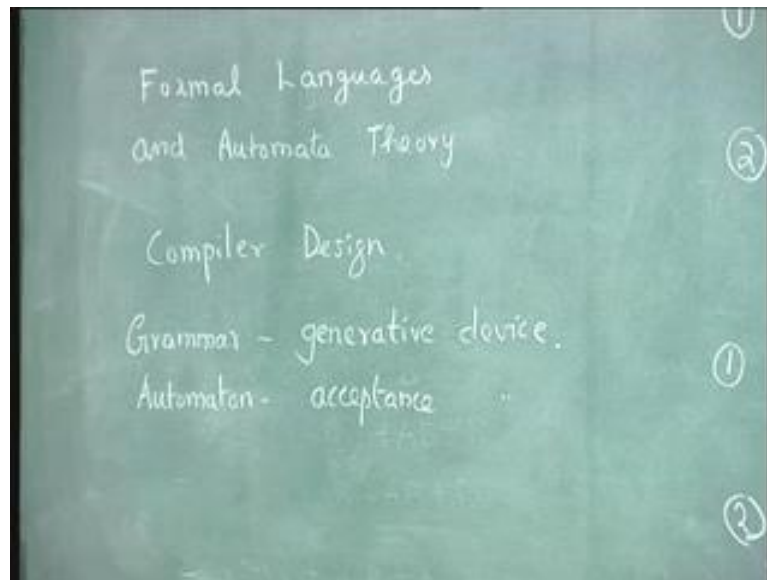 ①
Formal Languages
and Automata Theory
②
Compiler Design.
Grammar - generative device.
①
Automaton - acceptance "
②